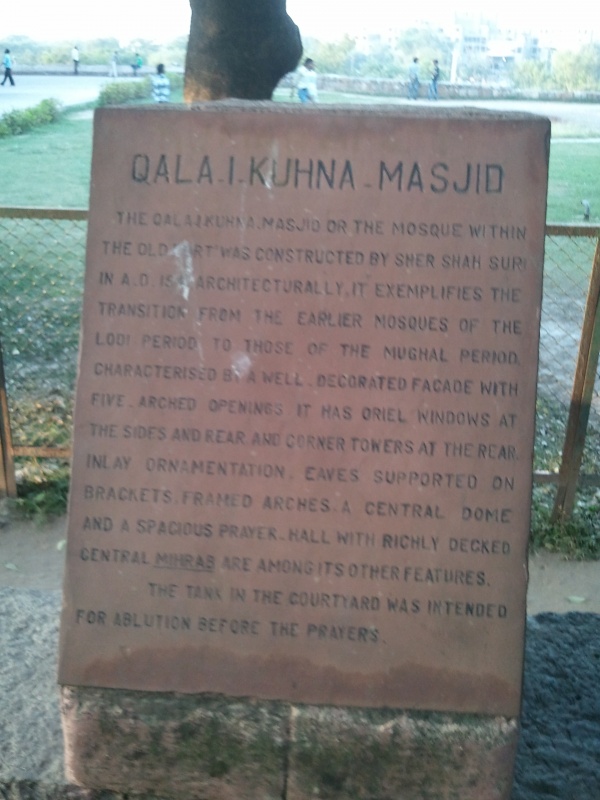 QALA-I-KUHNA-MASJID
THE QALA-I-KUHNA-MASJID OR THE MOSQUE WITHIN
THE OLD WAS CONSTRUCTED BY SHER SHAH SURI
IN A.D. ARCHITECTURALLY, IT EXEMPLIFIES THE
TRANSITION FROM THE EARLIER MOSQUES OF THE
LODI PERIOD TO THOSE OF THE MUGHAL PERIOD.
CHARACTERISED BY A WELL-DECORATED FAÇADE WITH
FIVE-ARCHED OPENINGS IT HAS ORIEL WINDOWS AT
THE SIDES AND REAR, AND CORNER TOWERS AT THE REAR.
INLAY ORNAMENTATION, EAVES SUPPORTED ON
BRACKETS, FRAMED ARCHES, A CENTRAL DOME
AND A SPACIOUS PRAYER-HALL WITH RICHLY DECKED
CENTRAL MIHRAB ARE AMONG ITS OTHER FEATURES.
THE TANK IN THE COURTYARD WAS INTENDED
FOR ABLUTION BEFORE THE PRAYERS.